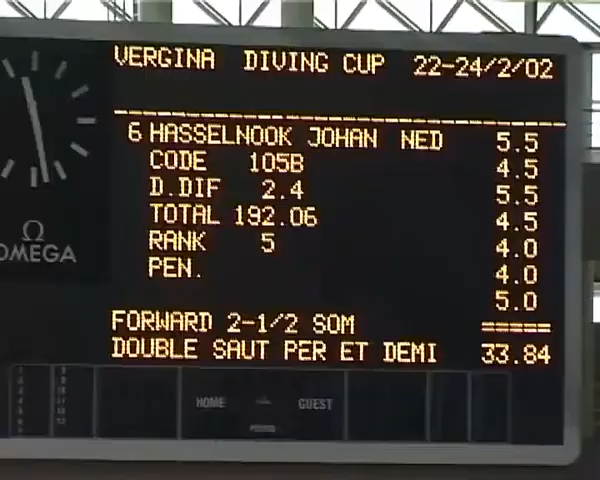 VERGINA DIVING CUP 22-24/2/02
6 HASSELNOOK JOHAN NED 5.5
CODE 105B 4.5
D.DIF 2.4 5.5
TOTAL 192.06 4.5
RANK 5 4.0
PEN. 4.0
5.0
FORWARD 2-1/2 SOM =====
DOUBLE SAUT PER ET DEMI 33.84
Ω
OMEGA
HOME GUEST